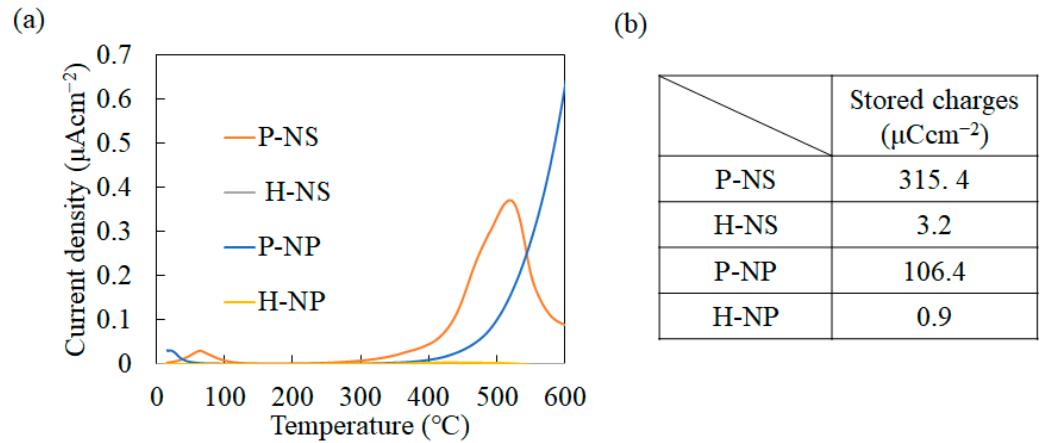 (a)
(b)
0.7
0.6
0.5
0.4
0.3
0.2
0.1
0
Current density (μAcm⁻²)
P-NS
H-NS
P-NP
H-NP
0 100 200 300 400 500 600
Temperature (℃)
Stored charges
(μCcm⁻²)
P-NS 315. 4
H-NS 3.2
P-NP 106.4
H-NP 0.9